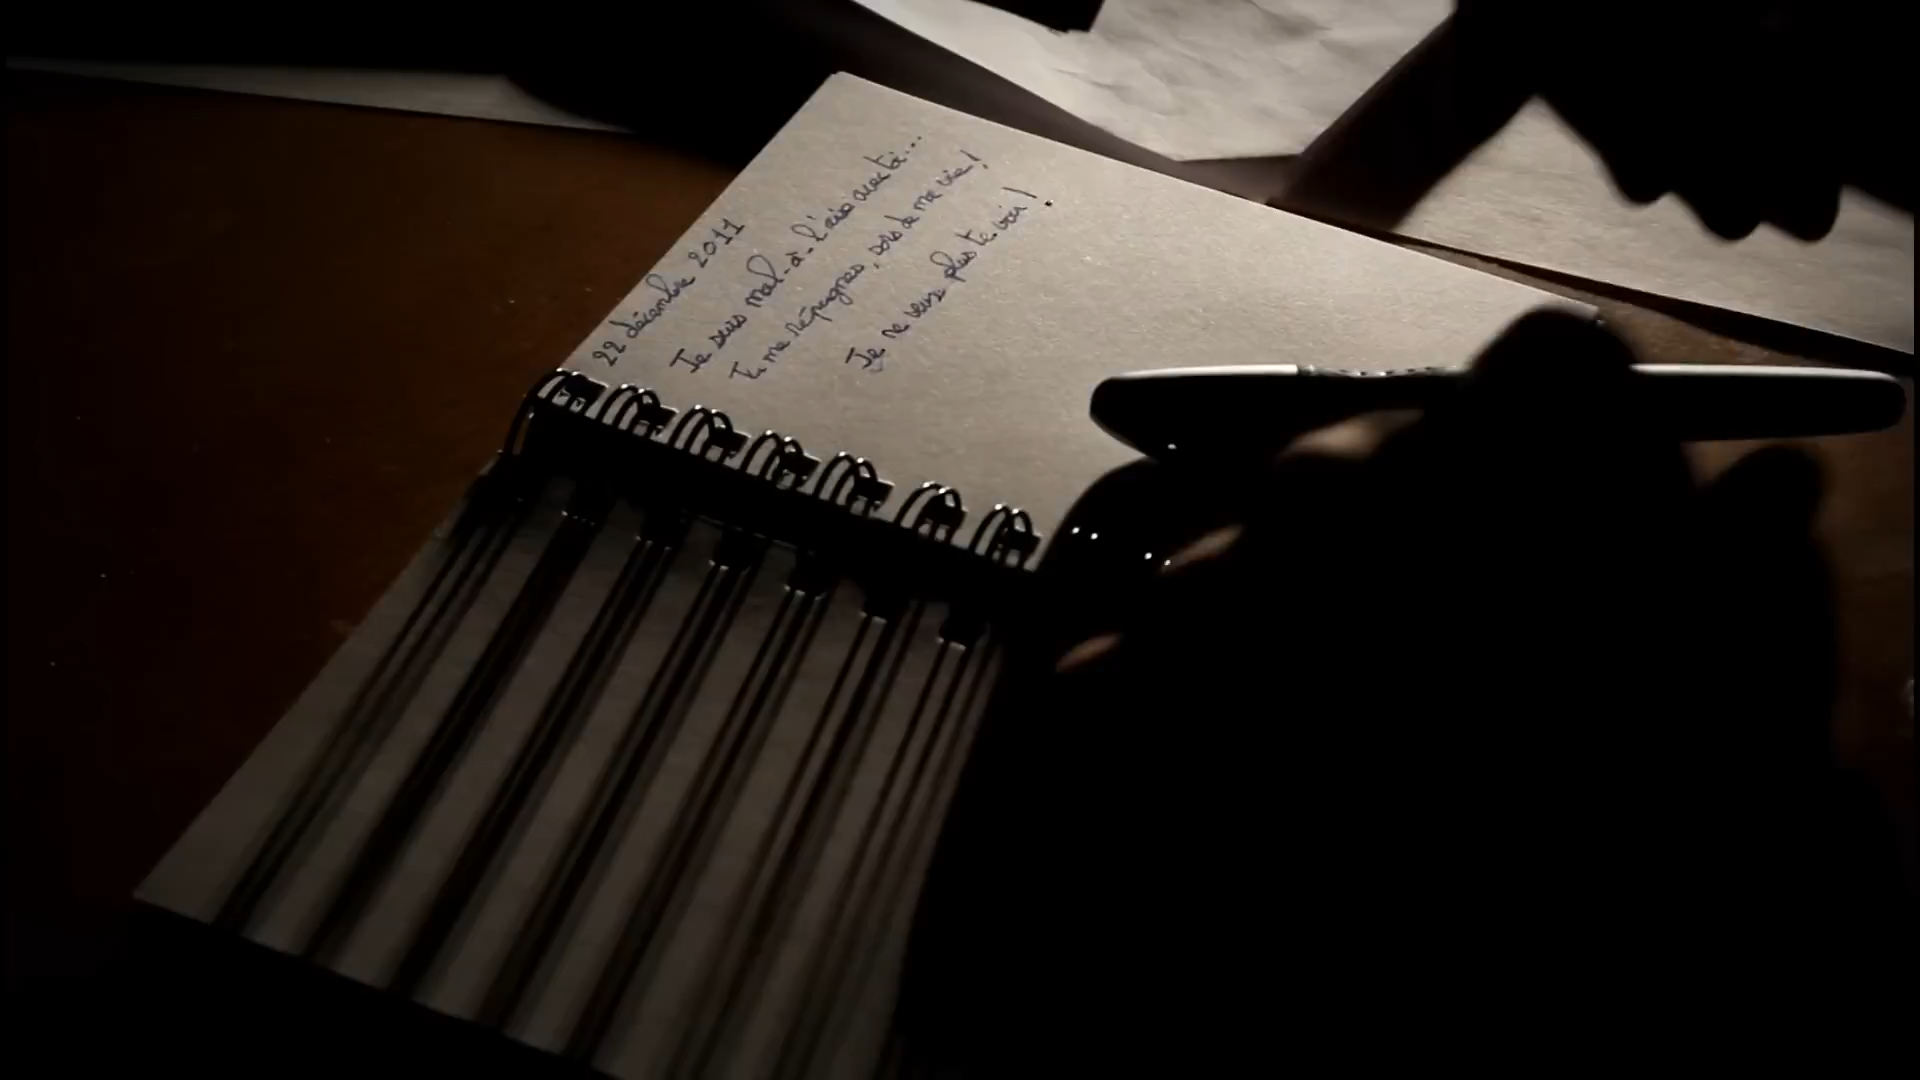 22 décembre 2011
Je suis mal-à-l'aise avec toi...
Tu me répugnes, sors de ma vie !
Je ne veux plus te voir !